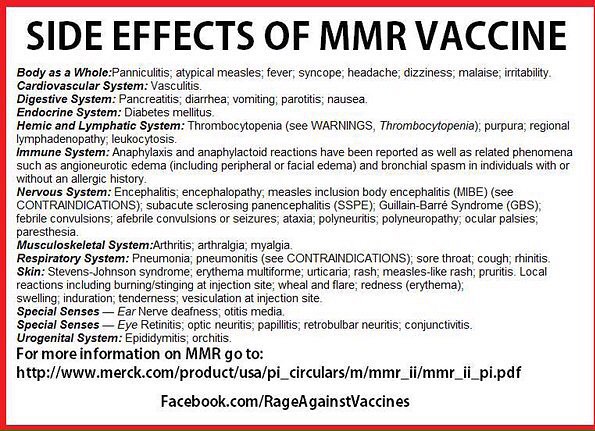 SIDE EFFECTS OF MMR VACCINE
Body as a Whole:Panniculitis; atypical measles; fever; syncope; headache; dizziness; malaise; irritability.
Cardiovascular System: Vasculitis.
Digestive System: Pancreatitis; diarrhea; vomiting; parotitis; nausea.
Endocrine System: Diabetes mellitus.
Hemic and Lymphatic System: Thrombocytopenia (see WARNINGS, Thrombocytopenia); purpura; regional
lymphadenopathy; leukocytosis.
Immune System: Anaphylaxis and anaphylactoid reactions have been reported as well as related phenomena
such as angioneurotic edema (including peripheral or facial edema) and bronchial spasm in individuals with or
without an allergic history.
Nervous System: Encephalitis; encephalopathy; measles inclusion body encephalitis (MIBE) (see
CONTRAINDICATIONS); subacute sclerosing panencephalitis (SSPE); Guillain-Barré Syndrome (GBS);
febrile convulsions; afebrile convulsions or seizures; ataxia; polyneuritis; polyneuropathy; ocular palsies;
paresthesia.
Musculoskeletal System:Arthritis; arthralgia; myalgia.
Respiratory System: Pneumonia; pneumonitis (see CONTRAINDICATIONS); sore throat; cough; rhinitis.
Skin: Stevens-Johnson syndrome; erythema multiforme; urticaria; rash; measles-like rash; pruritis. Local
reactions including burning/stinging at injection site; wheal and flare; redness (erythema);
swelling; induration; tenderness; vesiculation at injection site.
Special Senses — Ear Nerve deafness; otitis media.
Special Senses — Eye Retinitis; optic neuritis; papillitis; retrobulbar neuritis; conjunctivitis.
Urogenital System: Epididymitis; orchitis.
For more information on MMR go to:
http://www.merck.com/product/usa/pi_circulars/m/mmr_ii/mmr_ii_pi.pdf
Facebook.com/RageAgainstVaccines